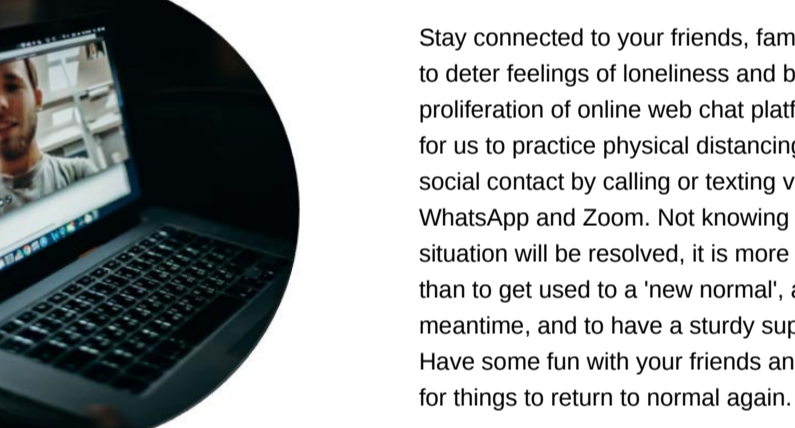 Stay connected to your friends, fam
to deter feelings of loneliness and b
proliferation of online web chat platf
for us to practice physical distancing
social contact by calling or texting v
WhatsApp and Zoom. Not knowing
situation will be resolved, it is more
than to get used to a 'new normal', a
meantime, and to have a sturdy sup
Have some fun with your friends an
for things to return to normal again.